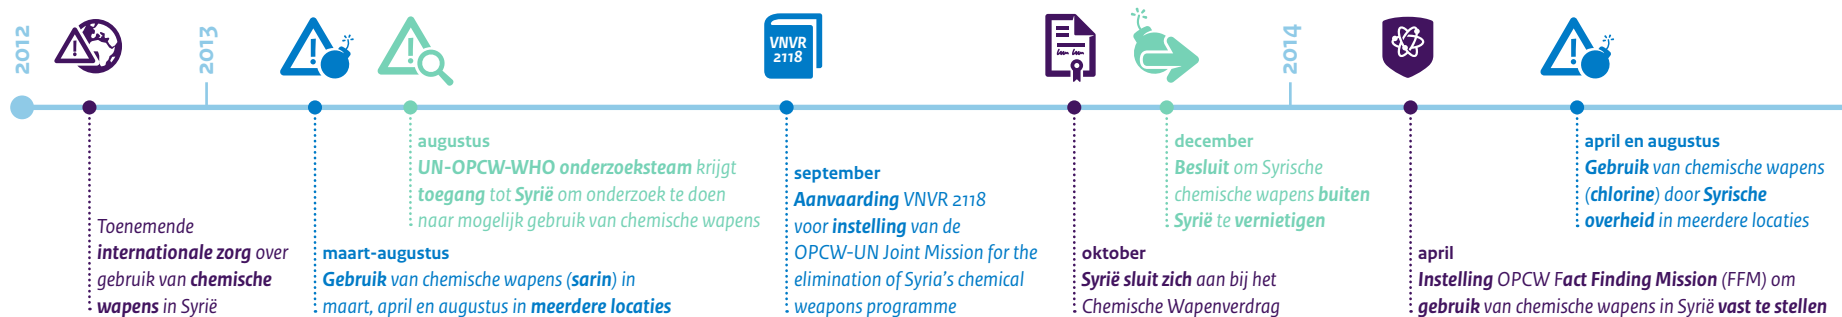 2012
Toenemende
internationale zorg over
gebruik van chemische
wapens in Syrië
2013
maart-augustus
Gebruik van chemische wapens (sarin) in
maart, april en augustus in meerdere locaties
augustus
UN-OPCW-WHO onderzoeksteam krijgt
toegang tot Syrië om onderzoek te doen
naar mogelijk gebruik van chemische wapens
VNVR
2118
september
Aanvaarding VNVR 2118
voor instelling van de
OPCW-UN Joint Mission for the
elimination of Syria's chemical
weapons programme
oktober
Syrië sluit zich aan bij het
Chemische Wapenverdrag
december
Besluit om Syrische
chemische wapens buiten
Syrië te vernietigen
2014
april
Instelling OPCW Fact Finding Mission (FFM) om
gebruik van chemische wapens in Syrië vast te stellen
april en augustus
Gebruik van chemische wapens
(chlorine) door Syrische
overheid in meerdere locaties